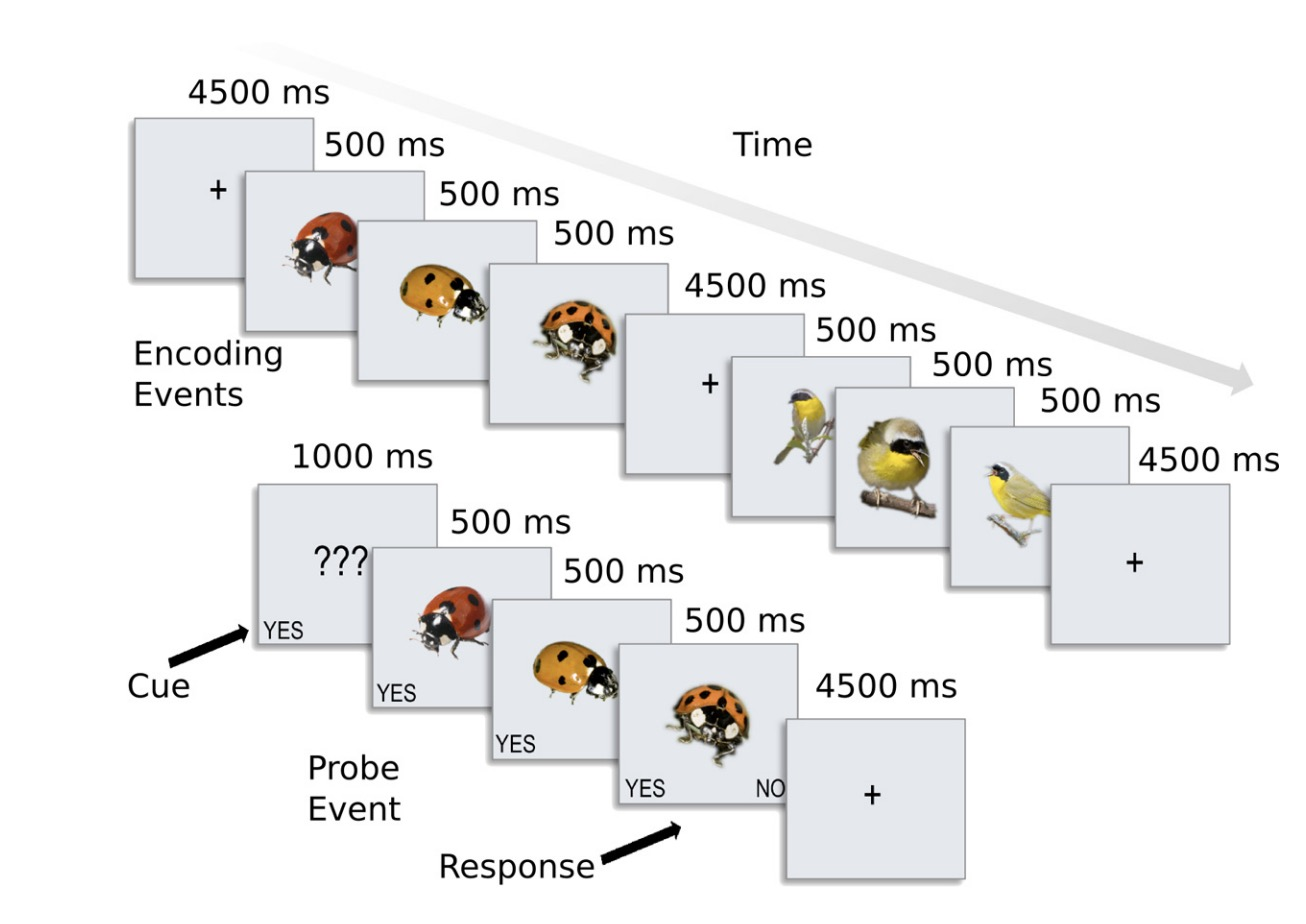 4500 ms
500 ms
Time
500 ms
500 ms
4500 ms
500 ms
500 ms
500 ms
4500 ms
+
+
+
Encoding
Events
1000 ms
500 ms
500 ms
500 ms
4500 ms
???
YES
YES
YES
YES NO
+
Cue
Probe
Event
Response